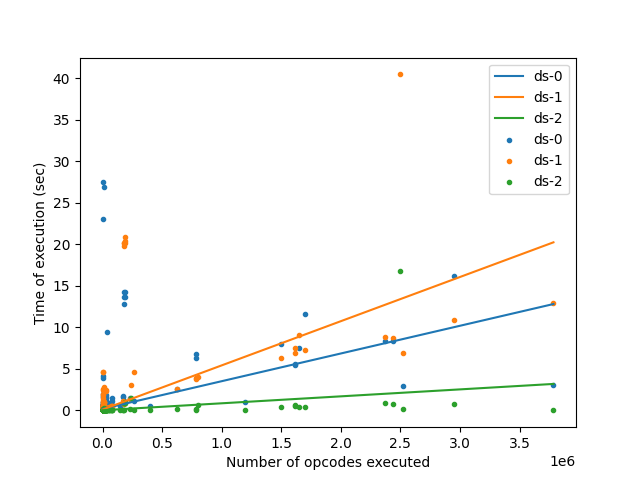 40
35
30
25
20
15
10
5
0
Time of execution (sec)
ds-0
ds-1
ds-2
ds-0
ds-1
ds-2
0.0 0.5 1.0 1.5 2.0 2.5 3.0 3.5
1e6
Number of opcodes executed